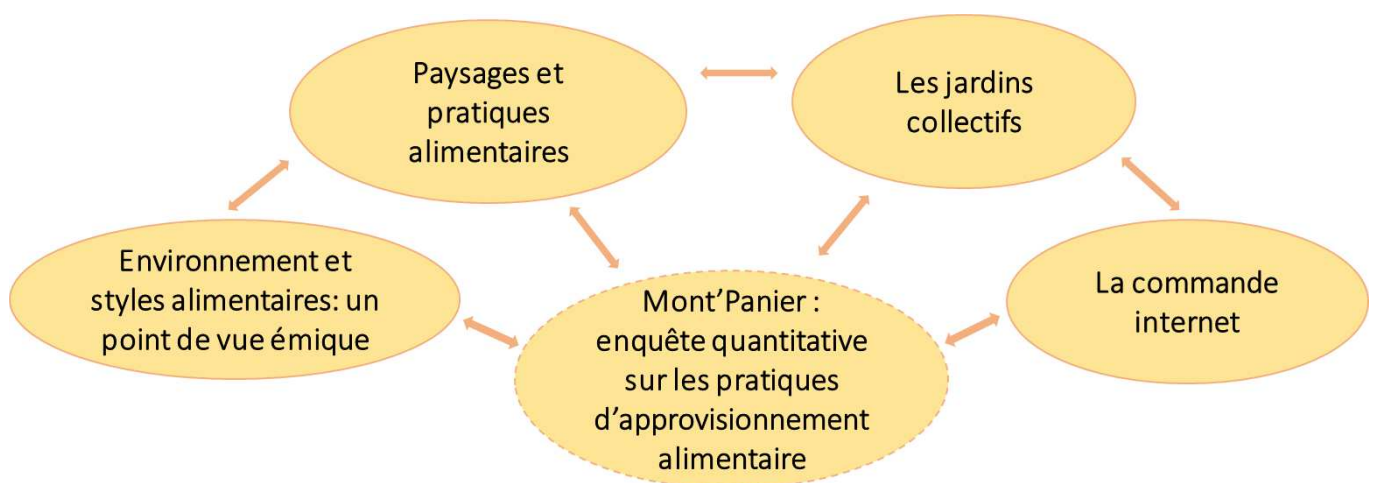 Paysages et
pratiques
alimentaires
Les jardins
collectifs
Environnement et
styles alimentaires: un
point de vue émique
Mont’Panier :
enquête quantitative
sur les pratiques
d’approvisionnement
alimentaire
La commande
internet